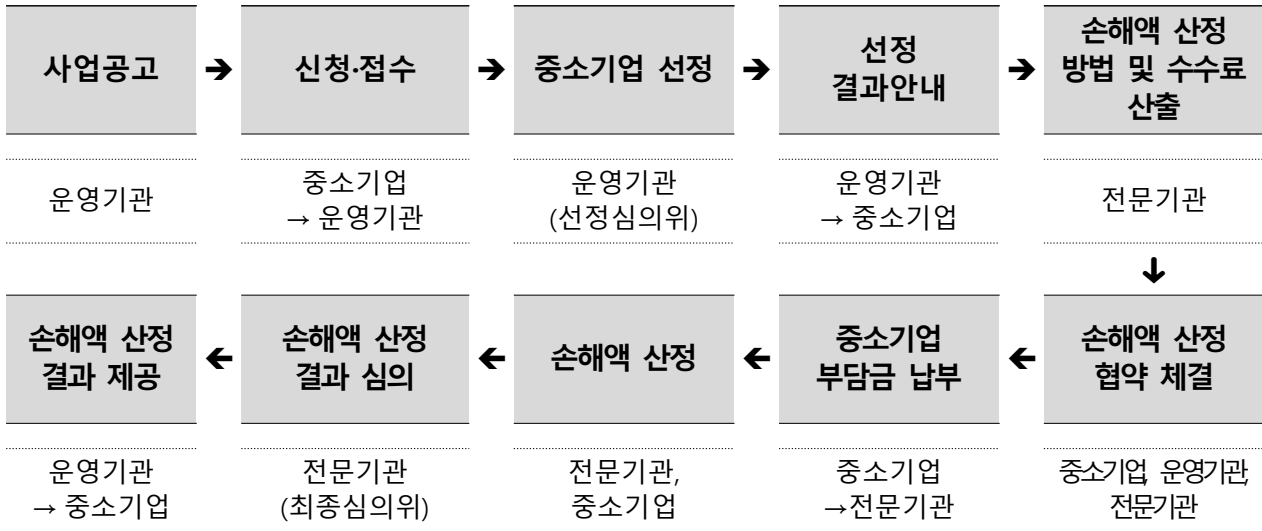 사업공고
➔
신청·접수
➔
중소기업 선정
➔
선정
결과안내
➔
손해액 산정
방법 및 수수료
산출
운영기관
중소기업
→ 운영기관
운영기관
(선정심의위)
운영기관
→ 중소기업
전문기관
↓
손해액 산정
결과 제공
←
손해액 산정
결과 심의
←
손해액 산정
←
중소기업
부담금 납부
←
손해액 산정
협약 체결
운영기관
→ 중소기업
전문기관
(최종심의위)
전문기관,
중소기업
중소기업
→전문기관
중소기업, 운영기관,
전문기관